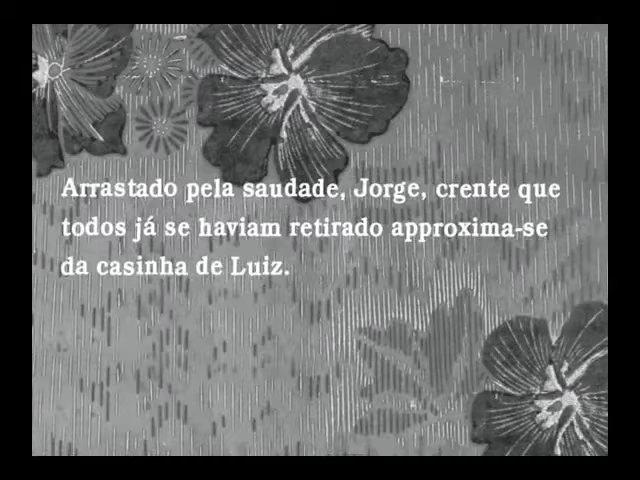 Arrastado pela saudade, Jorge, crente que
todos já se haviam retirado approxima-se
da casinha de Luiz.